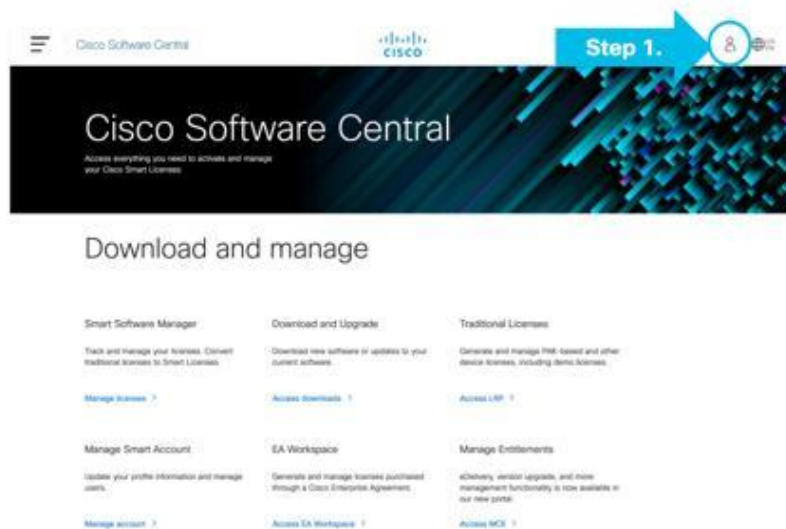 Cisco Software Central
CISCO
Step 1.
Cisco Software Central
Access everything you need to activate and manage
your Cisco Smart Licenses
Download and manage
Smart Software Manager
Download and Upgrade
Traditional Licenses
Track and manage your licenses. Convert
traditional licenses to Smart Licenses.
Download new software or updates to your
current software.
Generate and manage PAK-based and other
device licenses, including demo licenses.
Manage licenses
Access downloads
Access LRP
Manage Smart Account
EA Workspace
Manage Entitlements
Update your profile information and manage
users.
Generate and manage licenses purchased
through a Cisco Enterprise Agreement.
eDelivery, version upgrade, and more
management functionality is now available in
our new portal.
Manage account
Access EA Workspace
Access MCE